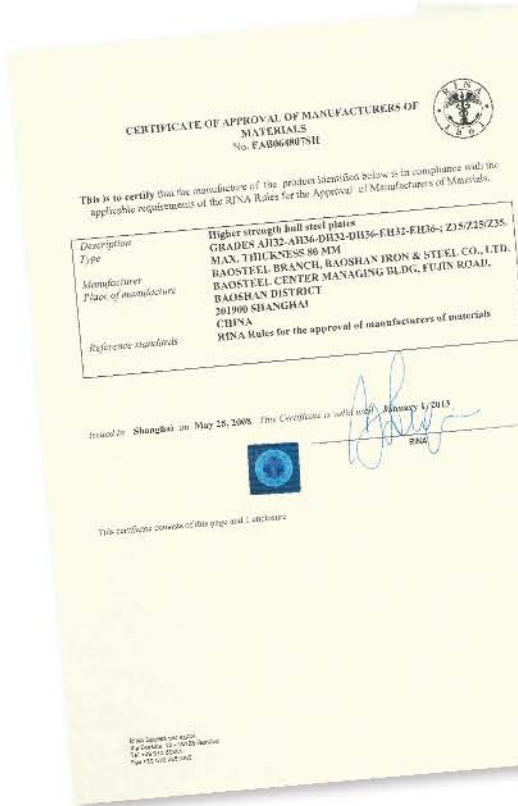 CERTIFICATE OF APPROVAL OF MANUFACTURERS OF
MATERIALS
No. FAB064807SH
RINA
1861
This is to certify that the manufacture of the product identified below is in compliance with the
applicable requirements of the RINA Rules for the Approval of Manufacturers of Materials.
Description Higher strength hull steel plates
Type GRADES AH32-AH36-DH32-DH36-EH32-EH36-; Z15/Z25/Z35,
MAX. THICKNESS 80 MM
Manufacturer BAOSTEEL BRANCH, BAOSHAN IRON & STEEL CO., LTD.
Place of manufacture BAOSTEEL CENTER MANAGING BLDG, FUJIN ROAD,
BAOSHAN DISTRICT
201900 SHANGHAI
CHINA
Reference standards RINA Rules for the approval of manufacturers of materials
Issued in Shanghai on May 28, 2008. This Certificate is valid until January 1, 2013
RINA
This certificate consists of this page and 1 enclosure